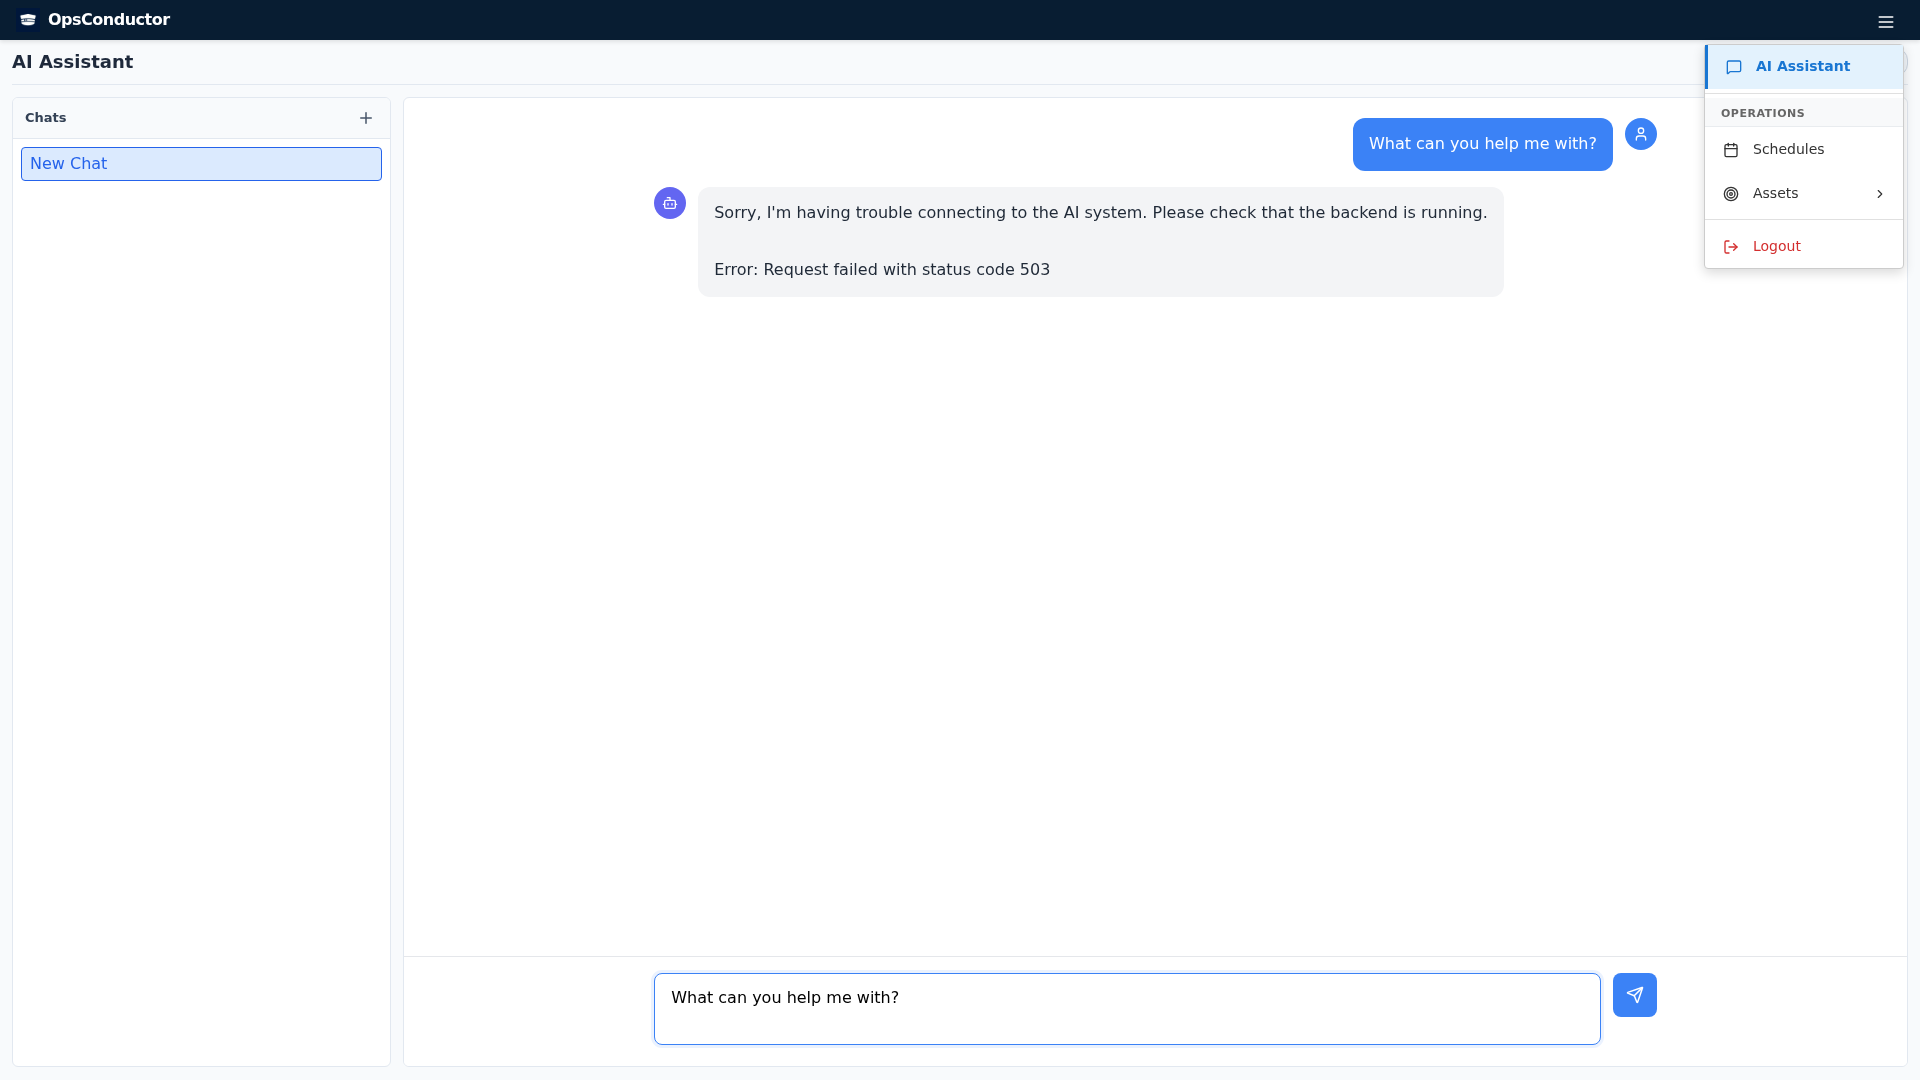 OpsConductor
AI Assistant
AI Assistant
OPERATIONS
Schedules
Assets
Logout
Chats
New Chat
What can you help me with?
Sorry, I'm having trouble connecting to the AI system. Please check that the backend is running.
Error: Request failed with status code 503
What can you help me with?